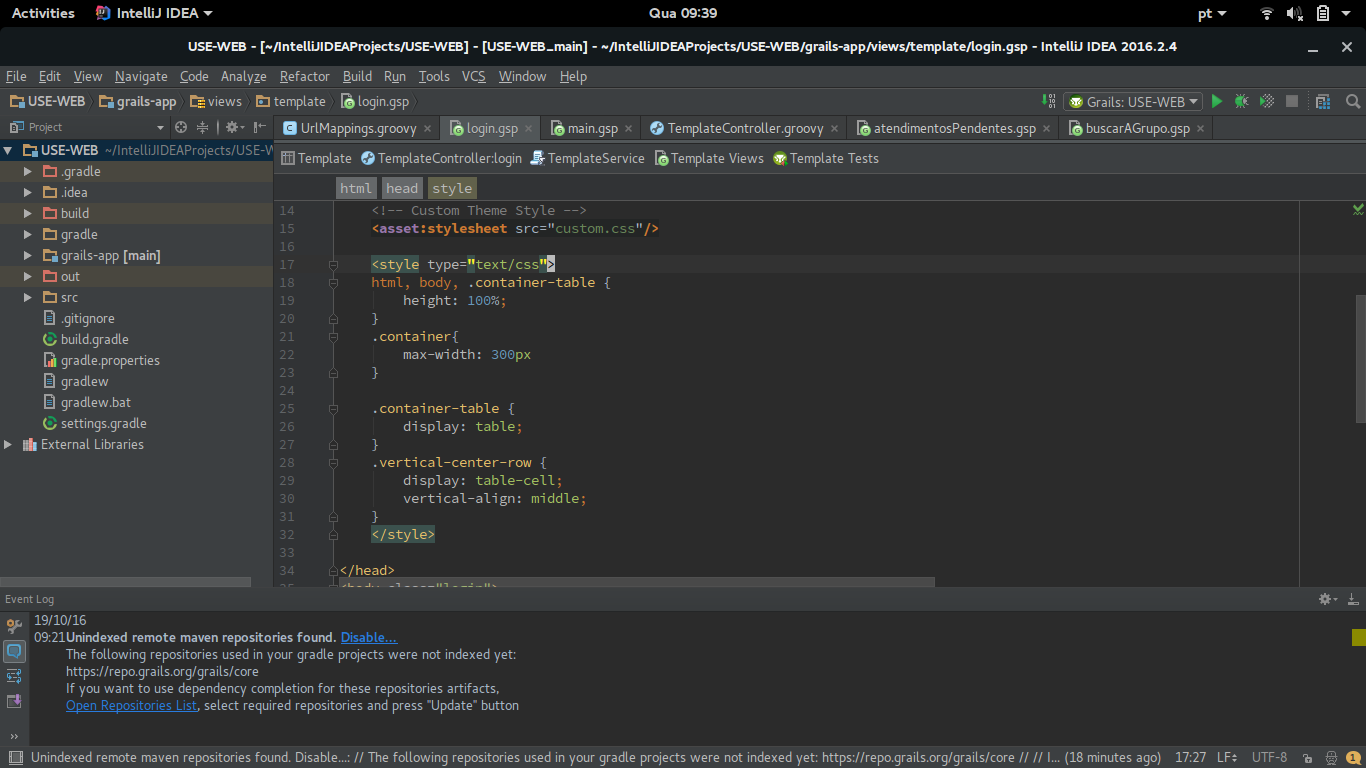 Activities IntelliJ IDEA Qua 09:39 pt
USE-WEB - [~/IntelliJIDEAProjects/USE-WEB] - [USE-WEB_main] - ~/IntelliJIDEAProjects/USE-WEB/grails-app/views/template/login.gsp - IntelliJ IDEA 2016.2.4
File Edit View Navigate Code Analyze Refactor Build Run Tools VCS Window Help
USE-WEB grails-app views template login.gsp Grails: USE-WEB
Project UrlMappings.groovy login.gsp main.gsp TemplateController.groovy atendimentosPendentes.gsp buscarAGrupo.gsp
USE-WEB ~/IntelliJIDEAProjects/USE-W
.gradle
.idea
build
gradle
grails-app [main]
out
src
.gitignore
build.gradle
gradle.properties
gradlew
gradlew.bat
settings.gradle
External Libraries
Template TemplateController:login TemplateService Template Views Template Tests
html head style
14 <!-- Custom Theme Style -->
15 <asset:stylesheet src="custom.css"/>
16
17 <style type="text/css">
18 html, body, .container-table {
19 height: 100%;
20 }
21 .container{
22 max-width: 300px
23 }
24
25 .container-table {
26 display: table;
27 }
28 .vertical-center-row {
29 display: table-cell;
30 vertical-align: middle;
31 }
32 </style>
33
34 </head>
35 <body class="login">
Event Log
19/10/16
09:21 Unindexed remote maven repositories found. Disable...
The following repositories used in your gradle projects were not indexed yet:
https://repo.grails.org/grails/core
If you want to use dependency completion for these repositories artifacts,
Open Repositories List, select required repositories and press "Update" button
Unindexed remote maven repositories found. Disable...: // The following repositories used in your gradle projects were not indexed yet: https://repo.grails.org/grails/core // // I... (18 minutes ago) 17:27 LF UTF-8 1